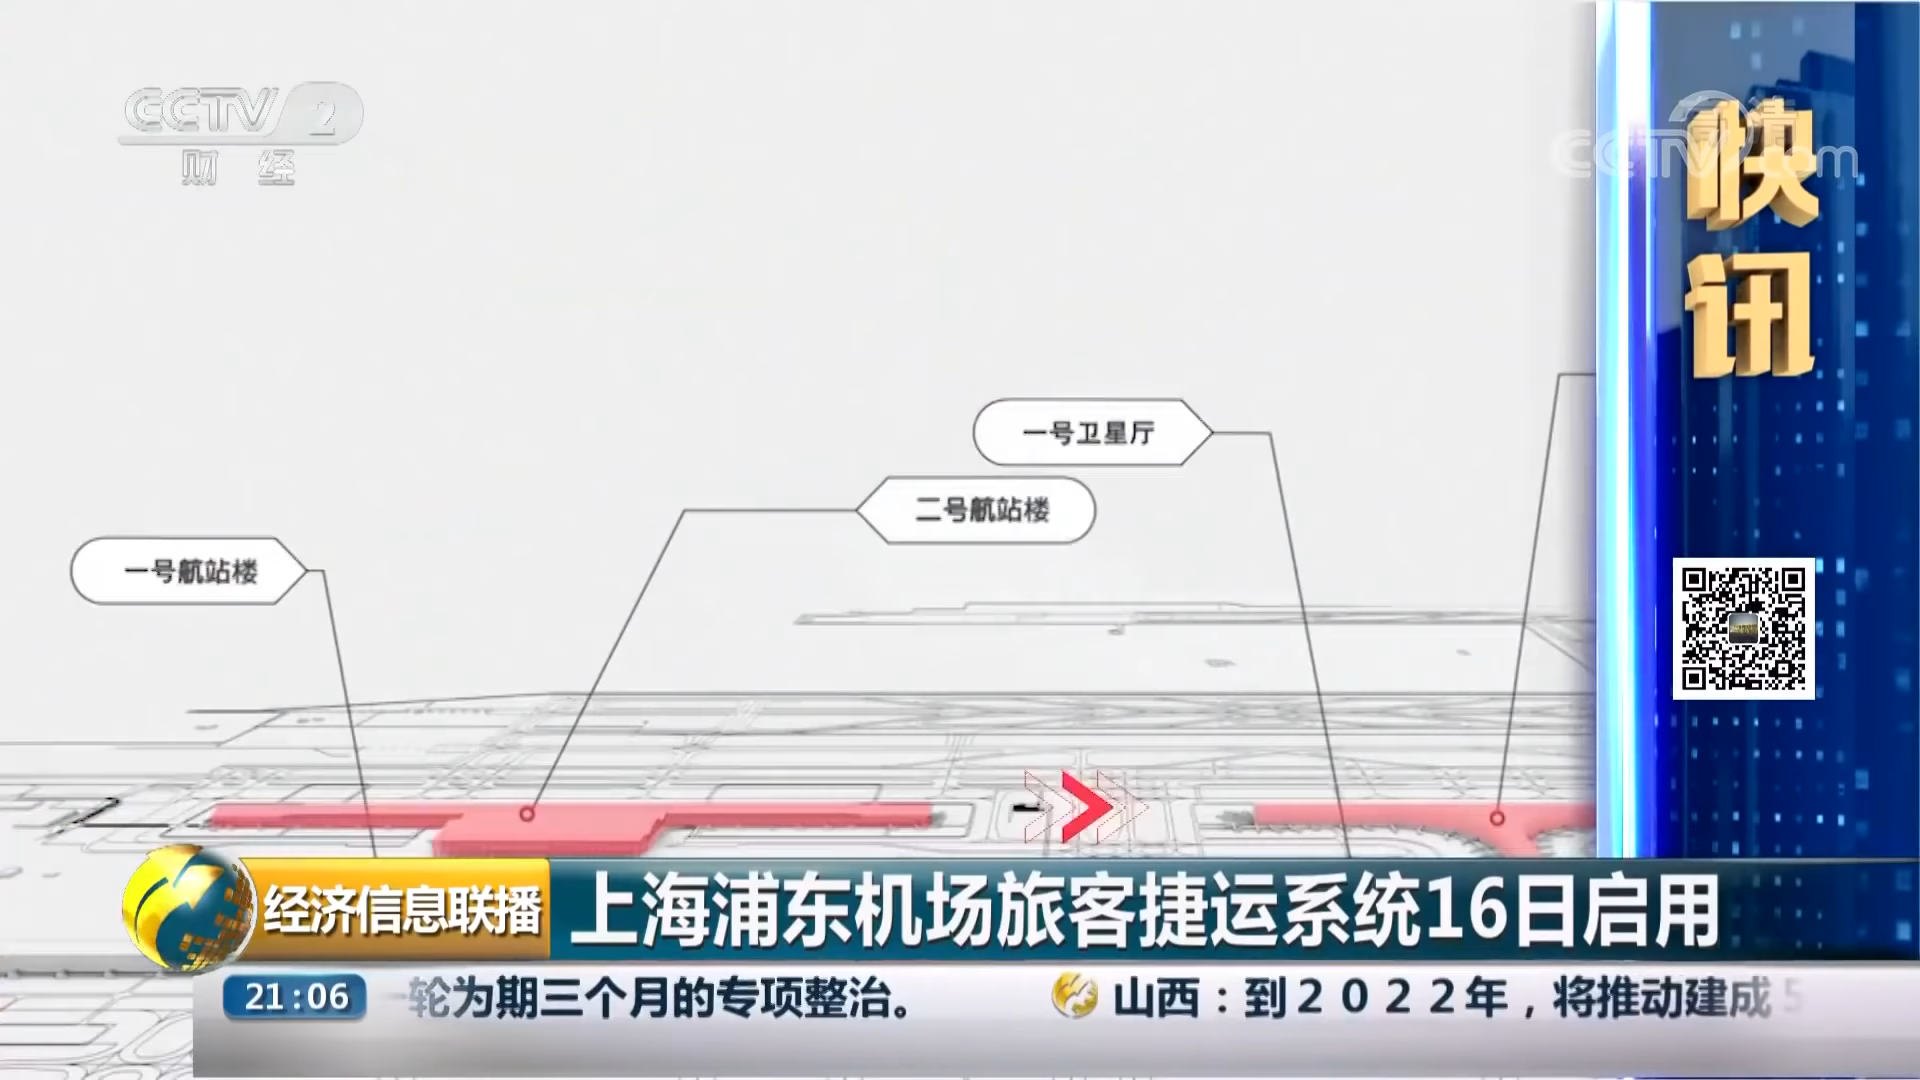 CCTV 2
财 经
快
讯
CCTV.com
一号卫星厅
二号航站楼
一号航站楼
经济信息联播
上海浦东机场旅客捷运系统16日启用
21:06
一轮为期三个月的专项整治。
山西：到２０２２年，将推动建成5